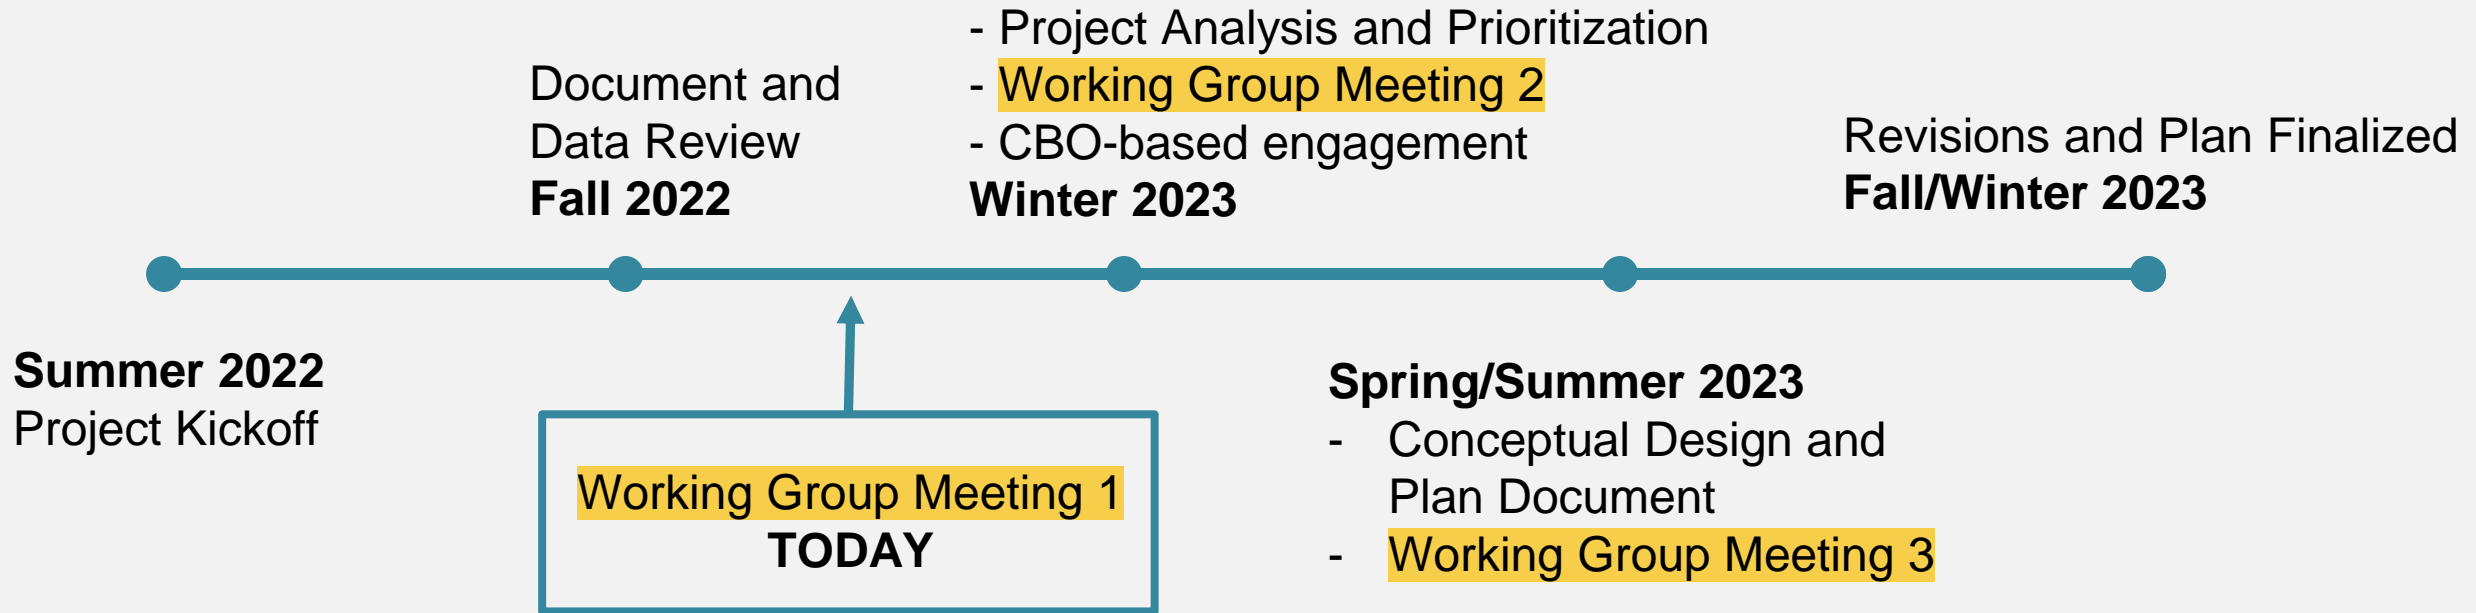 Summer 2022
Project Kickoff
Document and
Data Review
Fall 2022
Working Group Meeting 1
TODAY
- Project Analysis and Prioritization
- Working Group Meeting 2
- CBO-based engagement
Winter 2023
Spring/Summer 2023
- Conceptual Design and
Plan Document
- Working Group Meeting 3
Revisions and Plan Finalized
Fall/Winter 2023